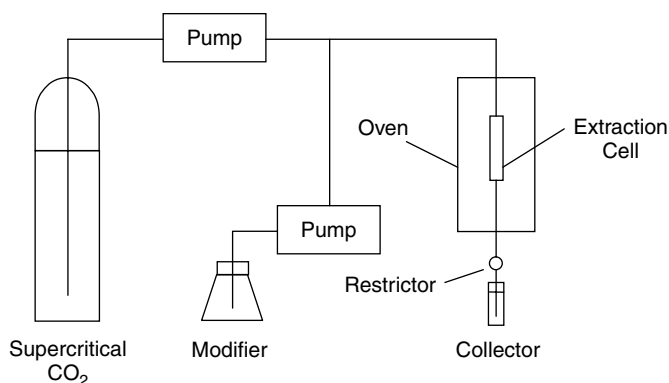 Pump
Oven
Extraction
Cell
Pump
Restrictor
Supercritical
CO₂
Modifier
Collector